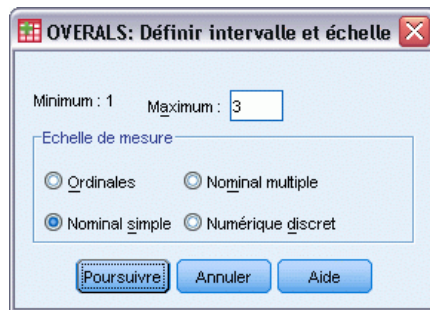 OVERALS: Définir intervalle et échelle
Minimum : 1 Maximum : 3
Echelle de mesure
Ordinales Nominal multiple
Nominal simple Numérique discret
Poursuivre Annuler Aide